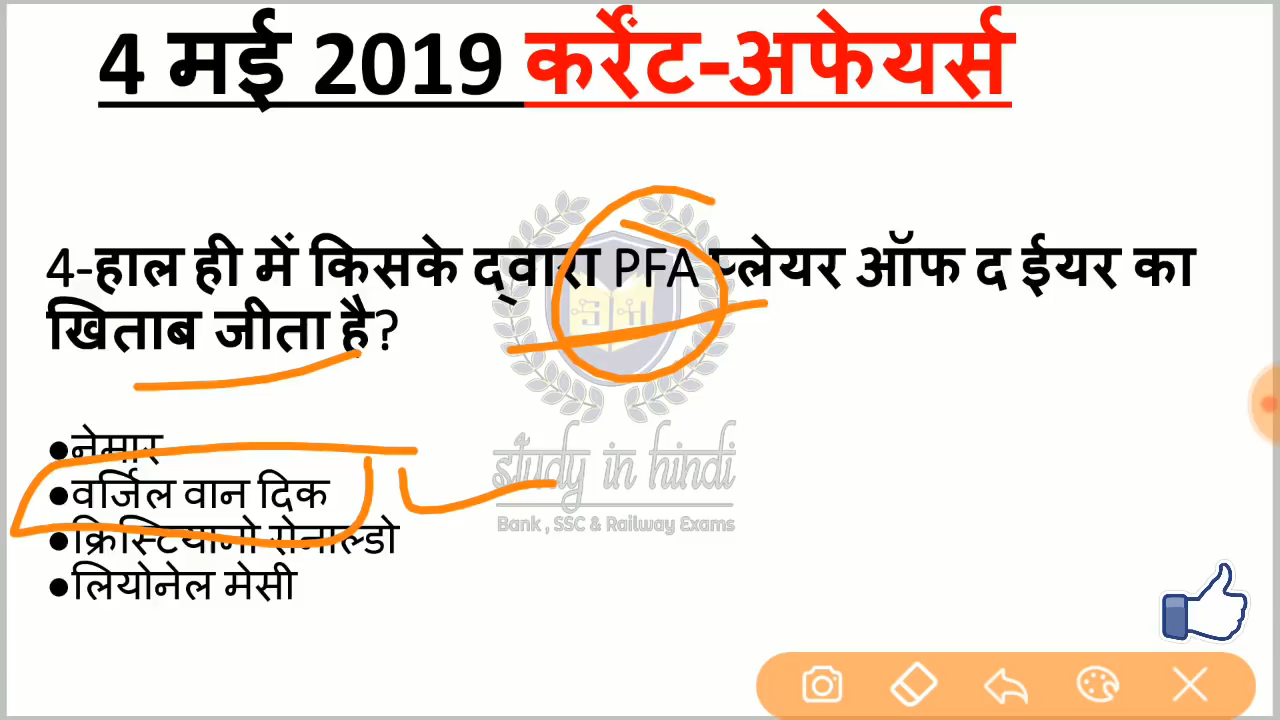 4 मई 2019 करेंट-अफेयर्स
4-हाल ही में किसके द्वारा PFA प्लेयर ऑफ द ईयर का
खिताब जीता है?
●नेमार
●वर्जिल वान दिक
●क्रिस्टियानो रोनाल्डो
●लियोनेल मेसी
study in hindi
Bank , SSC & Railway Exams